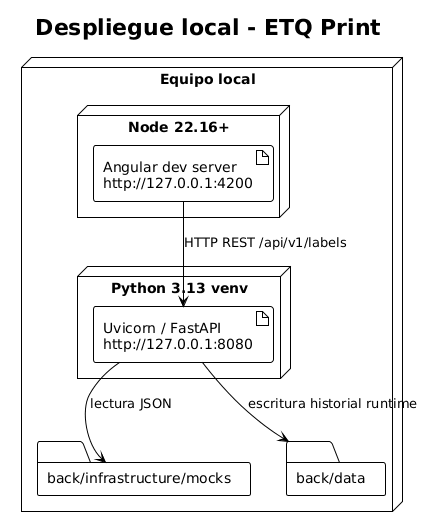 Despliegue local - ETQ Print
Equipo local
Node 22.16+
Angular dev server
http://127.0.0.1:4200
HTTP REST /api/v1/labels
Python 3.13 venv
Uvicorn / FastAPI
http://127.0.0.1:8080
lectura JSON
escritura historial runtime
back/infrastructure/mocks
back/data